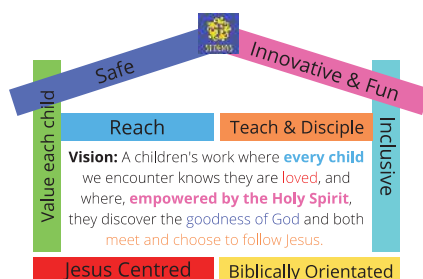 Safe
Innovative & Fun
Value each child
Inclusive
Reach
Teach & Disciple
Vision: A children's work where every child
we encounter knows they are loved, and
where, empowered by the Holy Spirit,
they discover the goodness of God and both
meet and choose to follow Jesus.
Jesus Centred
Biblically Orientated